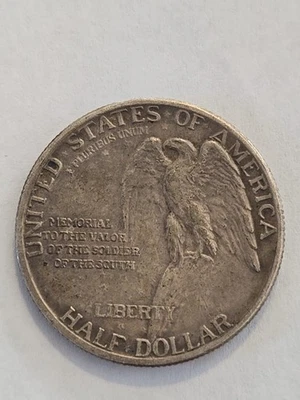 UNITED STATES OF AMERICA
E PLURIBUS UNUM
MEMORIAL
TO THE VALOR
OF THE SOLDIER
OF THE SOUTH
LIBERTY
HALF DOLLAR